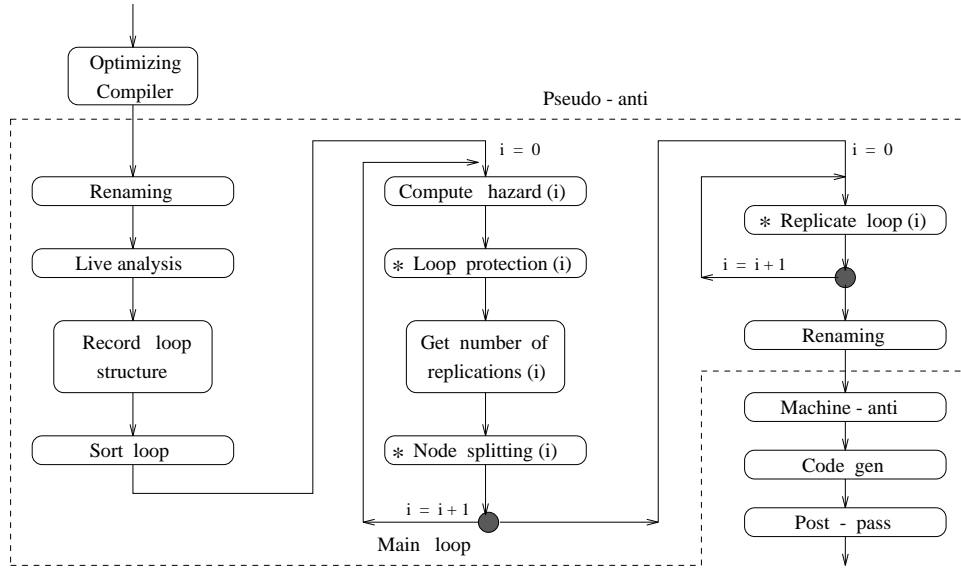 Optimizing
Compiler
Pseudo - anti
Renaming
Live analysis
Record loop
structure
Sort loop
i = 0
Compute hazard (i)
* Loop protection (i)
Get number of
replications (i)
* Node splitting (i)
i = i + 1
Main loop
i = 0
* Replicate loop (i)
i = i + 1
Renaming
Machine - anti
Code gen
Post - pass